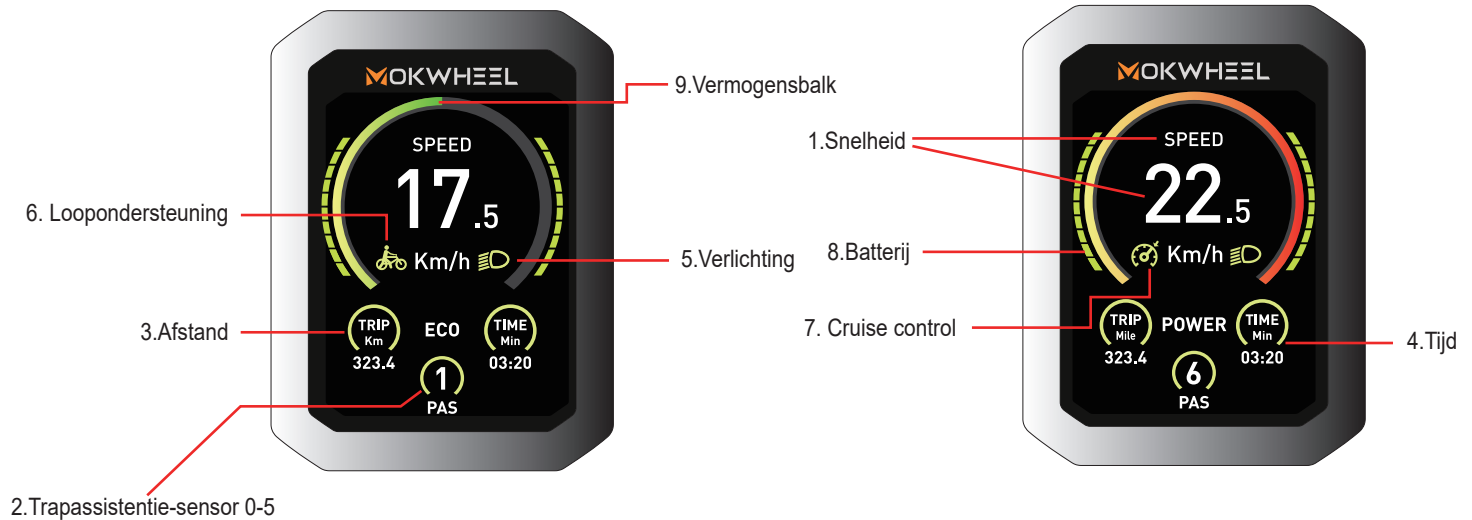 MOKWHEEL
9.Vermogensbalk
SPEED
17.5
6. Loopondersteuning
Km/h
5.Verlichting
3.Afstand
TRIP
Km
323.4
ECO
TIME
Min
03:20
1
PAS
2.Trapassistentie-sensor 0-5
MOKWHEEL
1.Snelheid
SPEED
22.5
8.Batterij
Km/h
7. Cruise control
TRIP
Mile
323.4
POWER
TIME
Min
03:20
4.Tijd
6
PAS